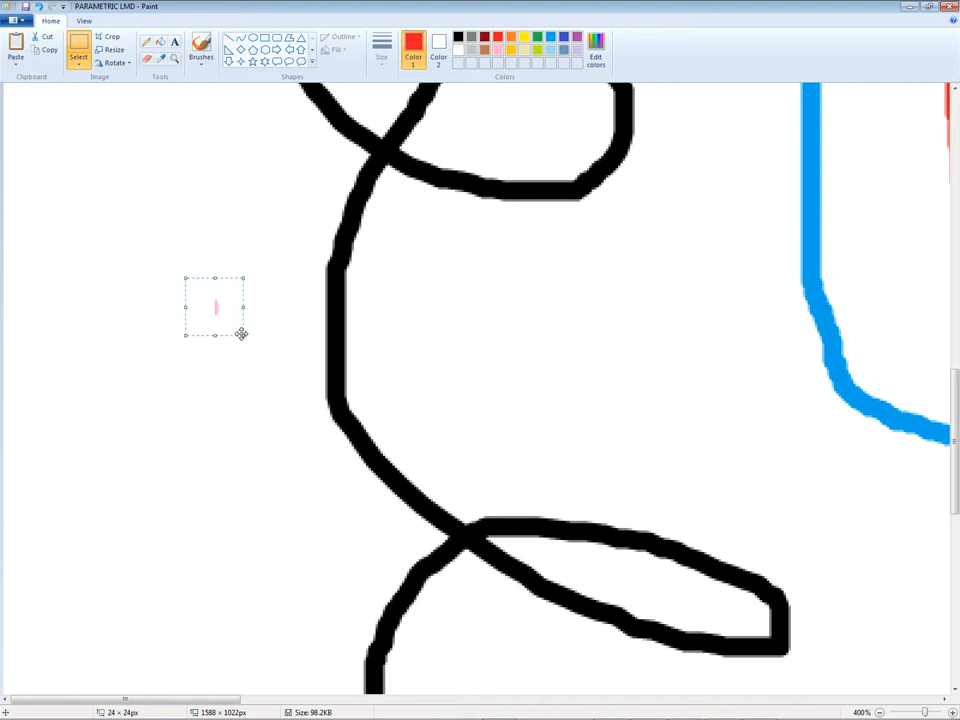 PARAMETRIC LMD - Paint
Home View
Paste
Cut
Copy
Clipboard
Select
Crop
Resize
Rotate
Image
A
Tools
Brushes
Outline
Fill
Shapes
Size
Color 1
Color 2
Edit colors
Colors
24 × 24px
1588 × 1022px
Size: 98.2KB
400%